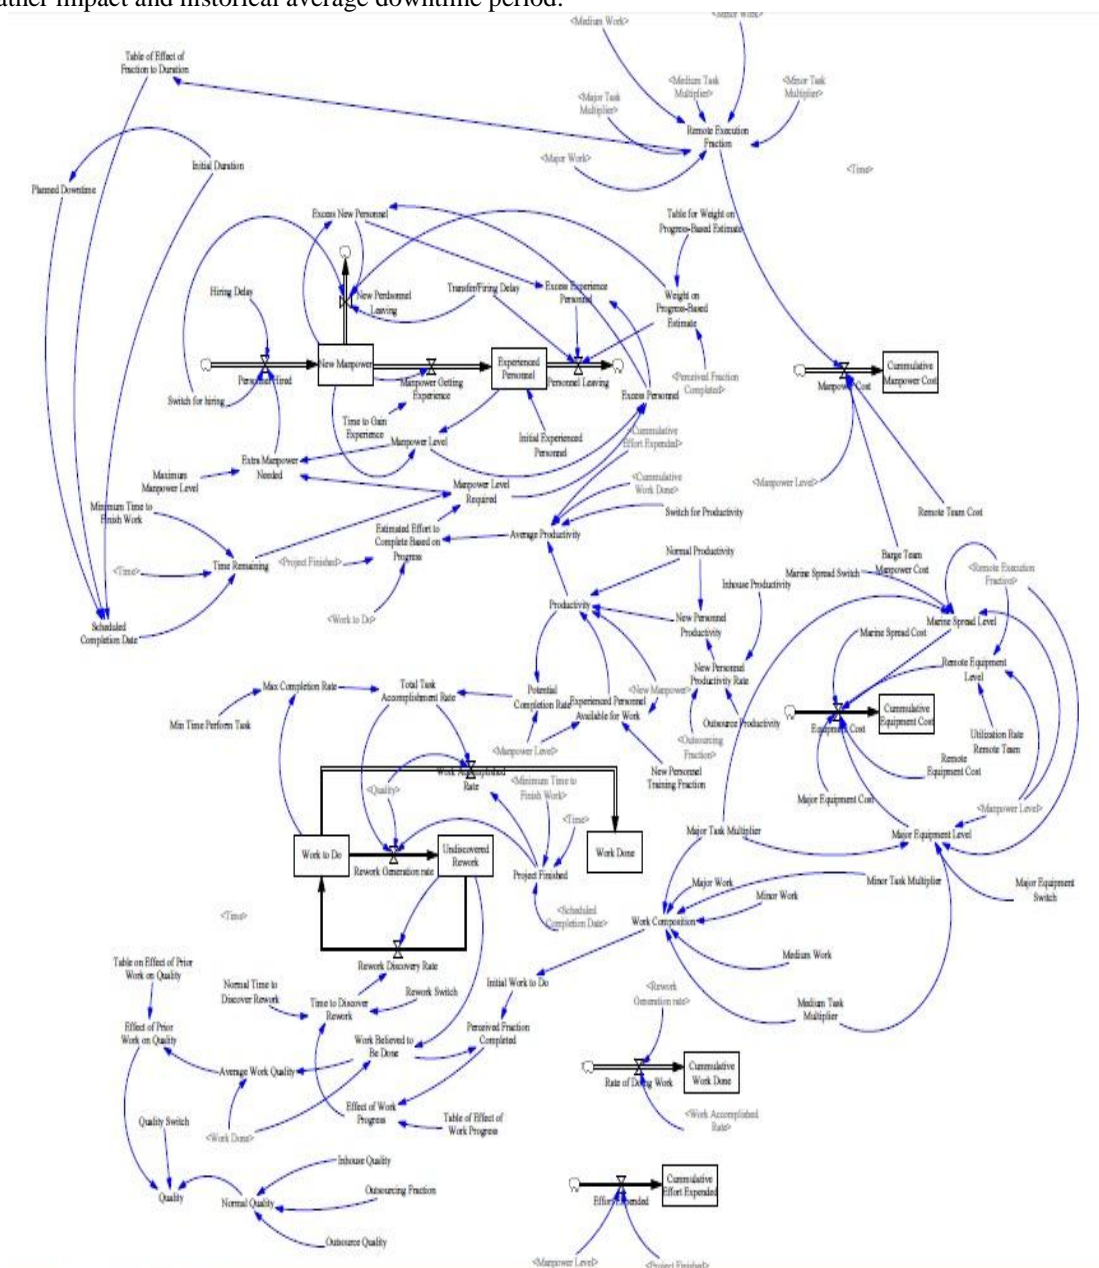 ather impact and historical average downtime period.
<Medium Work>
<Minor Work>
Table of Effect of
Fraction to Duration
<Medium Task
Multiplier>
<Minor Task
Multiplier>
<Major Task
Multiplier>
Remote Execution
Fraction
<Major Work>
<Time>
Initial Duration
Planned Downtime
Excess New Personnel
Table for Weight on
Progress-Based Estimate
Hiring Delay
New Perdsonnel
Leaving
Transfer/Firing Delay
Excess Experience
Personnel
Weight on
Progress-Based
Estimate
New Manpower
Experienced
Personnel
Cummulative
Manpower Cost
Personnel Hired
Manpower Getting
Experience
Personnel Leaving
Manpower Cost
<Perceived Fraction
Completed>
Switch for hiring
Excess Personnel
Time to Gain
Experience
Initial Experienced
Personnel
<Cummulative
Effort Expended>
Manpower Level
Extra Manpower
Needed
Maximum
Manpower Level
Manpower Level
Required
<Cummulative
Work Done>
<Manpower Level>
Minimum Time to
Finish Work
Switch for Productivity
Remote Team Cost
Estimated Effort to
Complete Based on
Progress
Average Productivity
<Time>
Time Remaining
<Project Finished>
Normal Productivity
Barge Team
Manpower Cost
Marine Spread Switch
<Remote Execution
Fraction>
Inhouse Productivity
Productivity
<Work to Do>
New Personnel
Productivity
Marine Spread Level
Scheduled
Completion Date
Marine Spread Cost
New Personnel
Productivity Rate
Remote Equipment
Level
Max Completion Rate
Total Task
Accomplishment Rate
Potential
Completion Rate
Experienced Personnel
Available for Work
<New Manpower>
Min Time Perform Task
Outsource Productivity
Equipment Cost
Cummulative
Equipment Cost
Utilization Rate
Remote Team
<Manpower Level>
<Outsourcing
Fraction>
Work Accomplished
Rate
<Minimum Time to
Finish Work>
New Personnel
Training Fraction
Remote
Equipment Cost
<Quality>
Major Equipment Cost
<Manpower Level>
<Time>
Major Task Multiplier
Major Equipment Level
Work to Do
Undiscovered
Rework
Work Done
Rework Generation rate
Project Finished
Major Work
Minor Task Multiplier
Major Equipment
Switch
Minor Work
<Time>
<Scheduled
Completion Date>
Work Composition
Rework Discovery Rate
Medium Work
Table on Effect of Prior
Work on Quality
Normal Time to
Discover Rework
Rework Switch
Initial Work to Do
<Rework
Generation rate>
Time to Discover
Rework
Medium Task
Multiplier
Effect of Prior
Work on Quality
Work Believed to
Be Done
Perceived Fraction
Completed
Average Work Quality
Rate of Doing Work
Cummulative
Work Done
Effect of Work
Progress
Table of Effect of
Work Progress
Quality Switch
<Work Done>
<Work Accomplished
Rate>
Inhouse Quality
Quality
Normal Quality
Outsourcing Fraction
Effort Expended
Cummulative
Effort Expended
Outsource Quality
<Manpower Level>
<Project Finished>